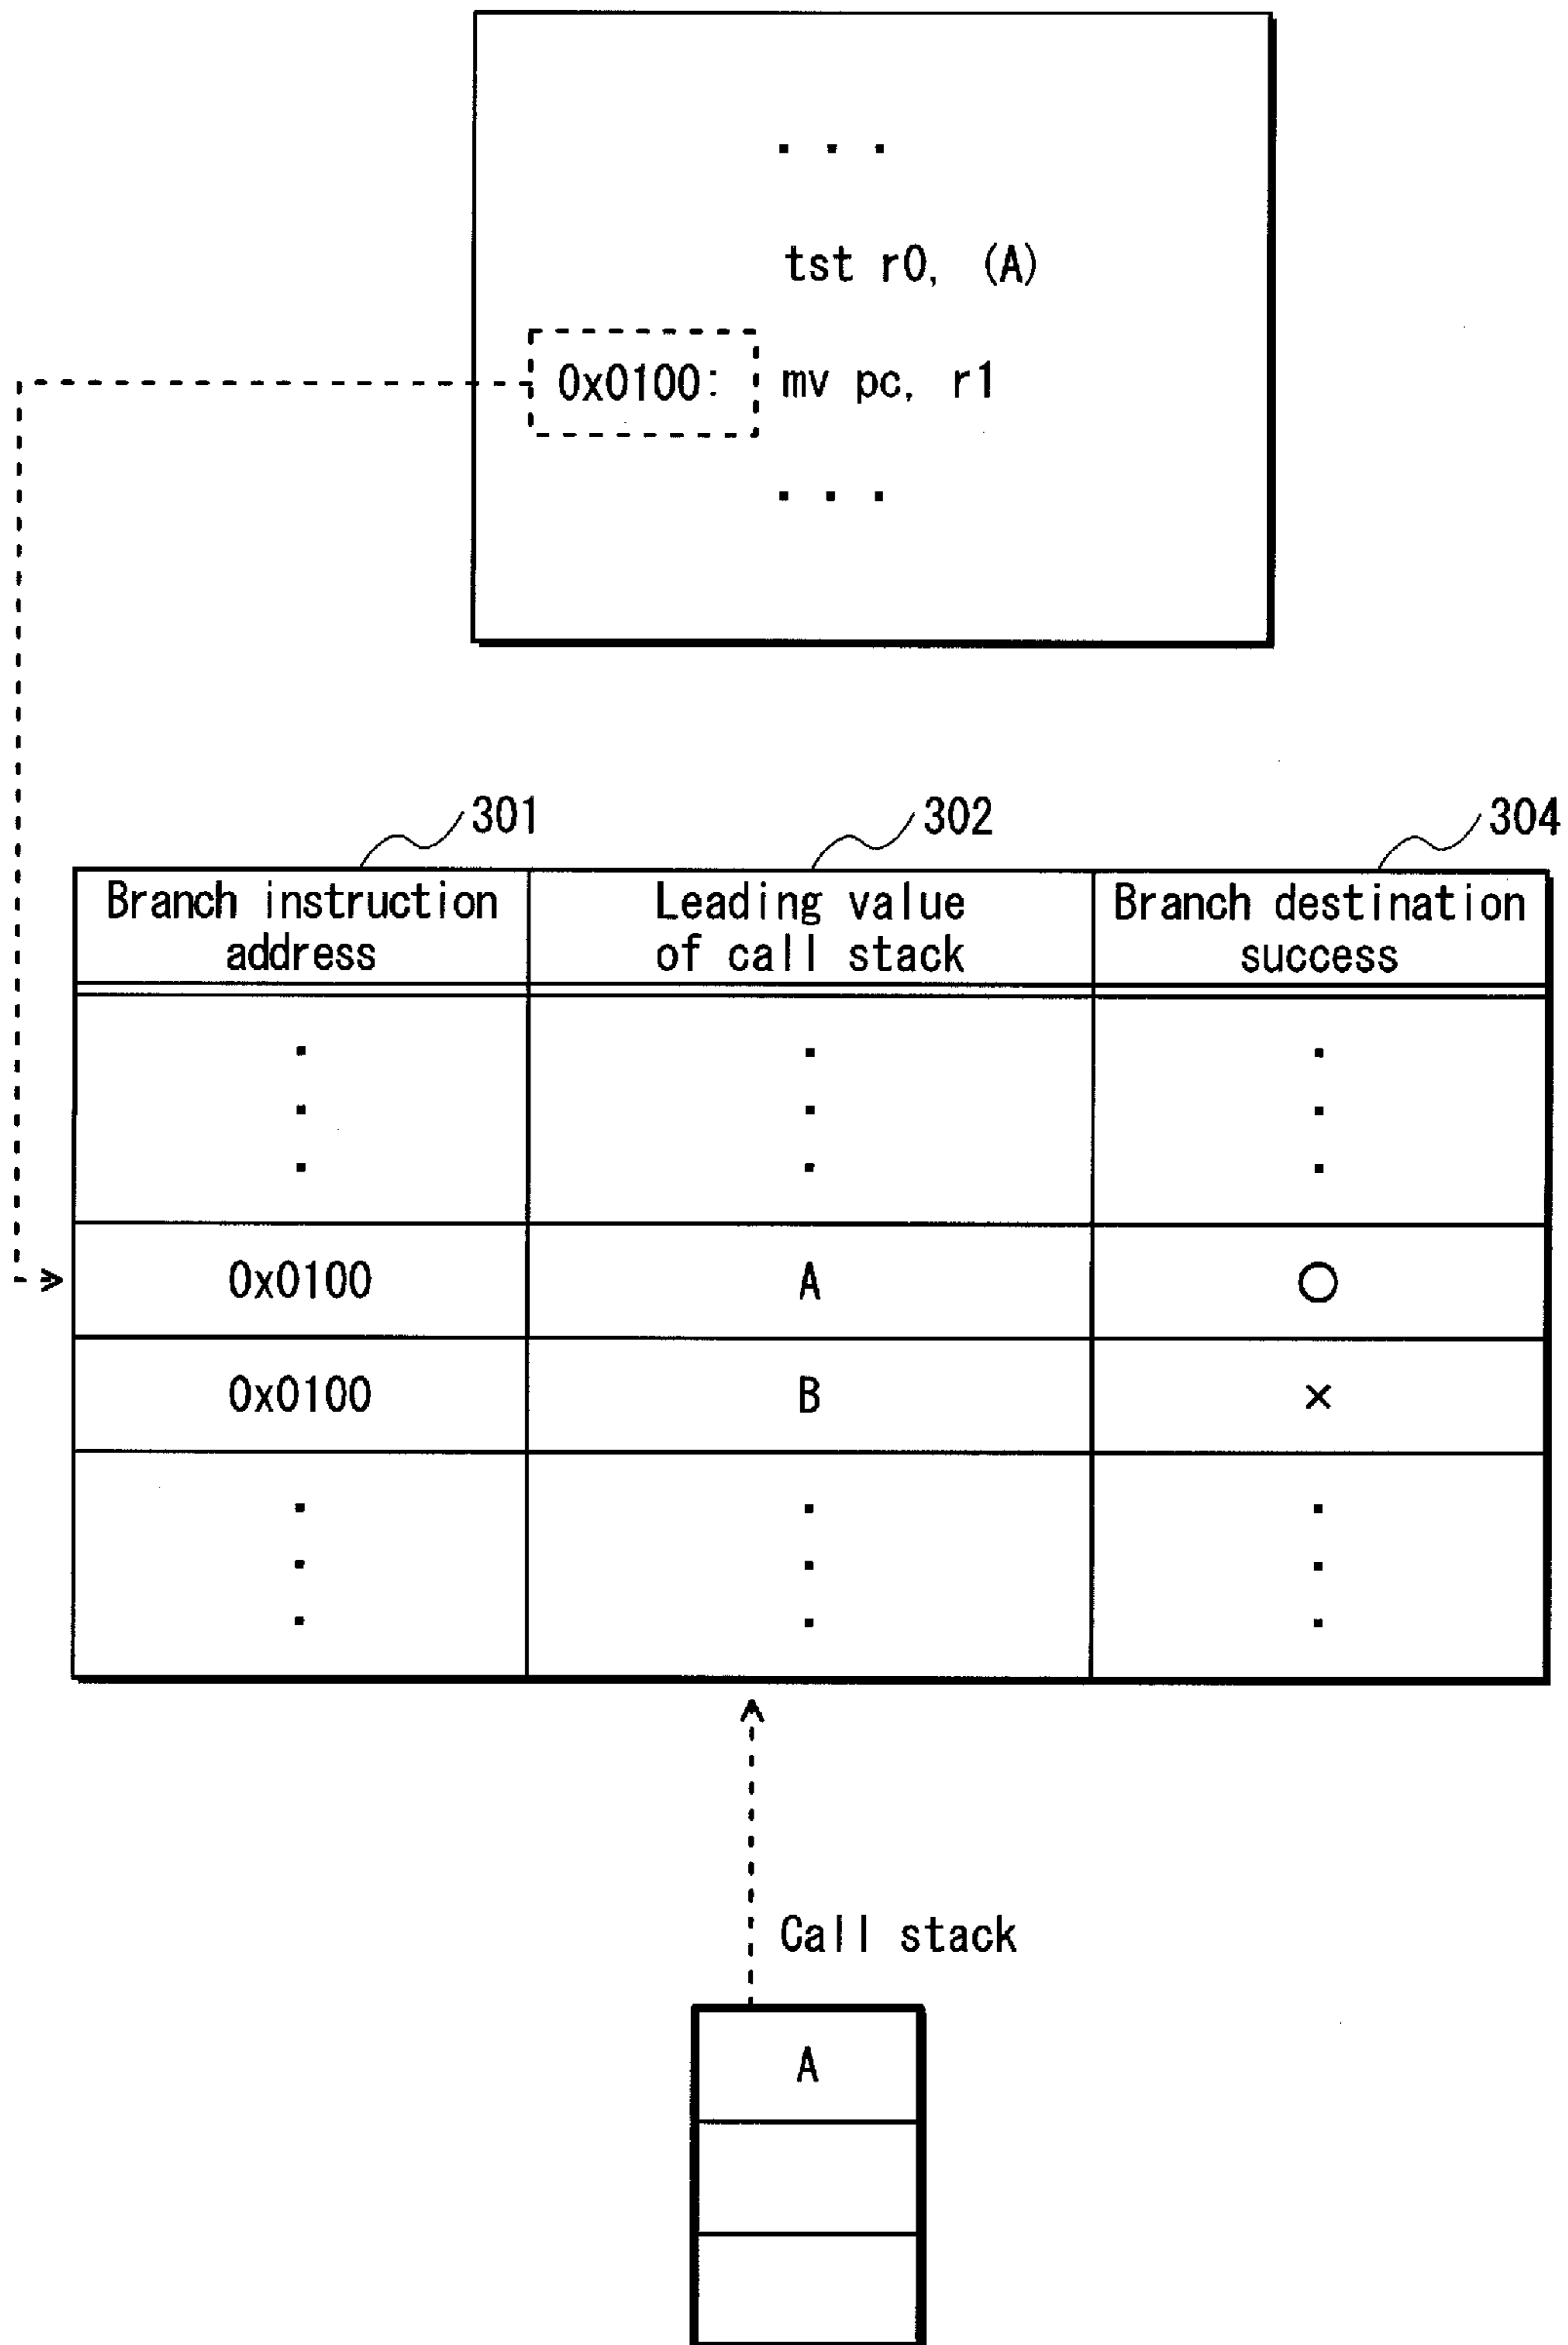 . . .
tst r0, (A)
0x0100: mv pc, r1
. . .
301 302 304
Branch instruction address Leading value of call stack Branch destination success
. . .
. . .
. . .
0x0100 A ○
0x0100 B ×
. . .
. . .
. . .
Call stack
A